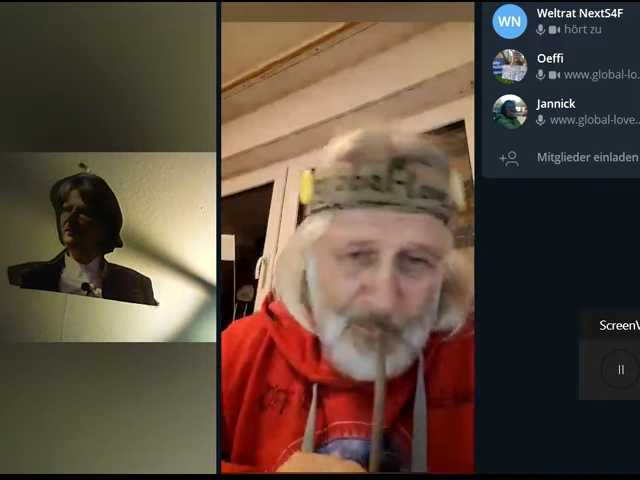 WN
Weltrat NextS4F
hört zu
Oeffi
www.global-lo...
Jannick
www.global-love...
Mitglieder einladen
ScreenV